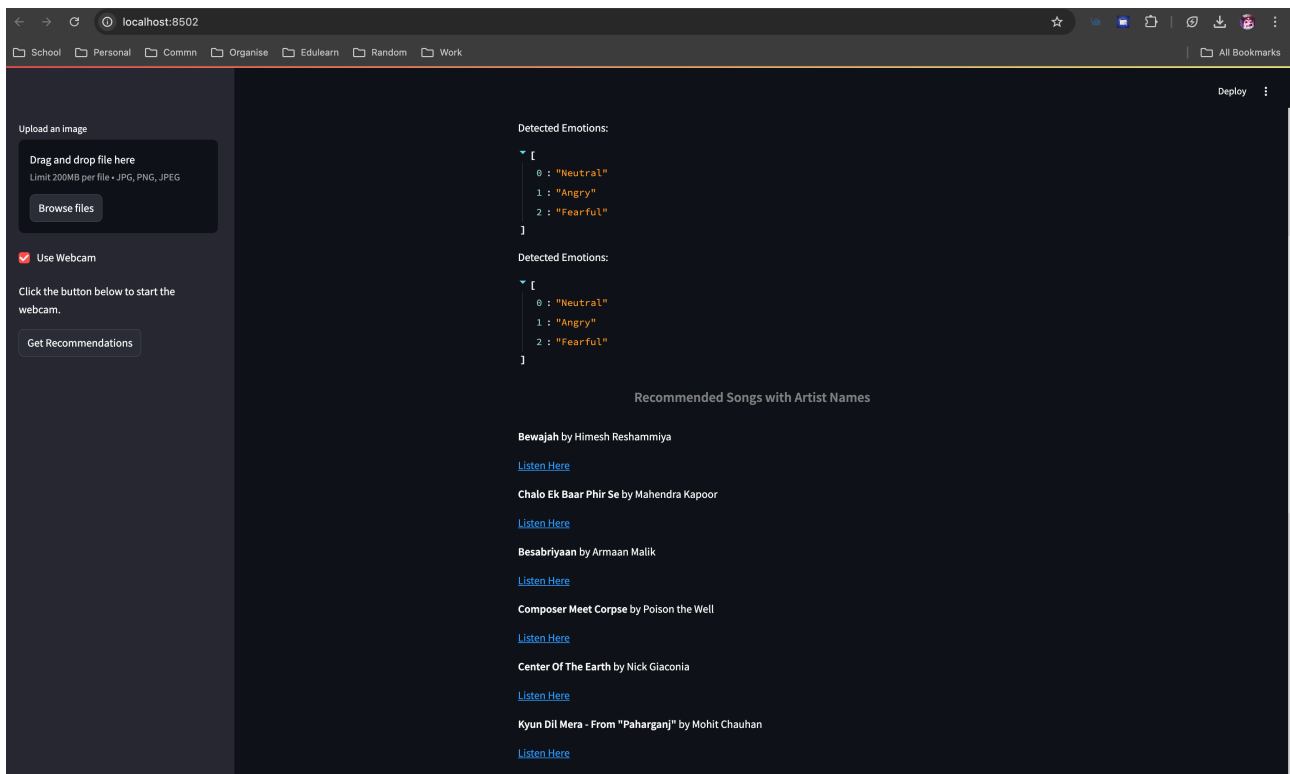 localhost:8502
School Personal Commn Organise Edulearn Random Work All Bookmarks
Deploy
Upload an image
Drag and drop file here
Limit 200MB per file • JPG, PNG, JPEG
Browse files
Use Webcam
Click the button below to start the
webcam.
Get Recommendations
Detected Emotions:
[
0 : "Neutral"
1 : "Angry"
2 : "Fearful"
]
Detected Emotions:
[
0 : "Neutral"
1 : "Angry"
2 : "Fearful"
]
Recommended Songs with Artist Names
Bewajah by Himesh Reshammiya
Listen Here
Chalo Ek Baar Phir Se by Mahendra Kapoor
Listen Here
Besabriyaan by Armaan Malik
Listen Here
Composer Meet Corpse by Poison the Well
Listen Here
Center Of The Earth by Nick Giaconia
Listen Here
Kyun Dil Mera - From "Paharganj" by Mohit Chauhan
Listen Here